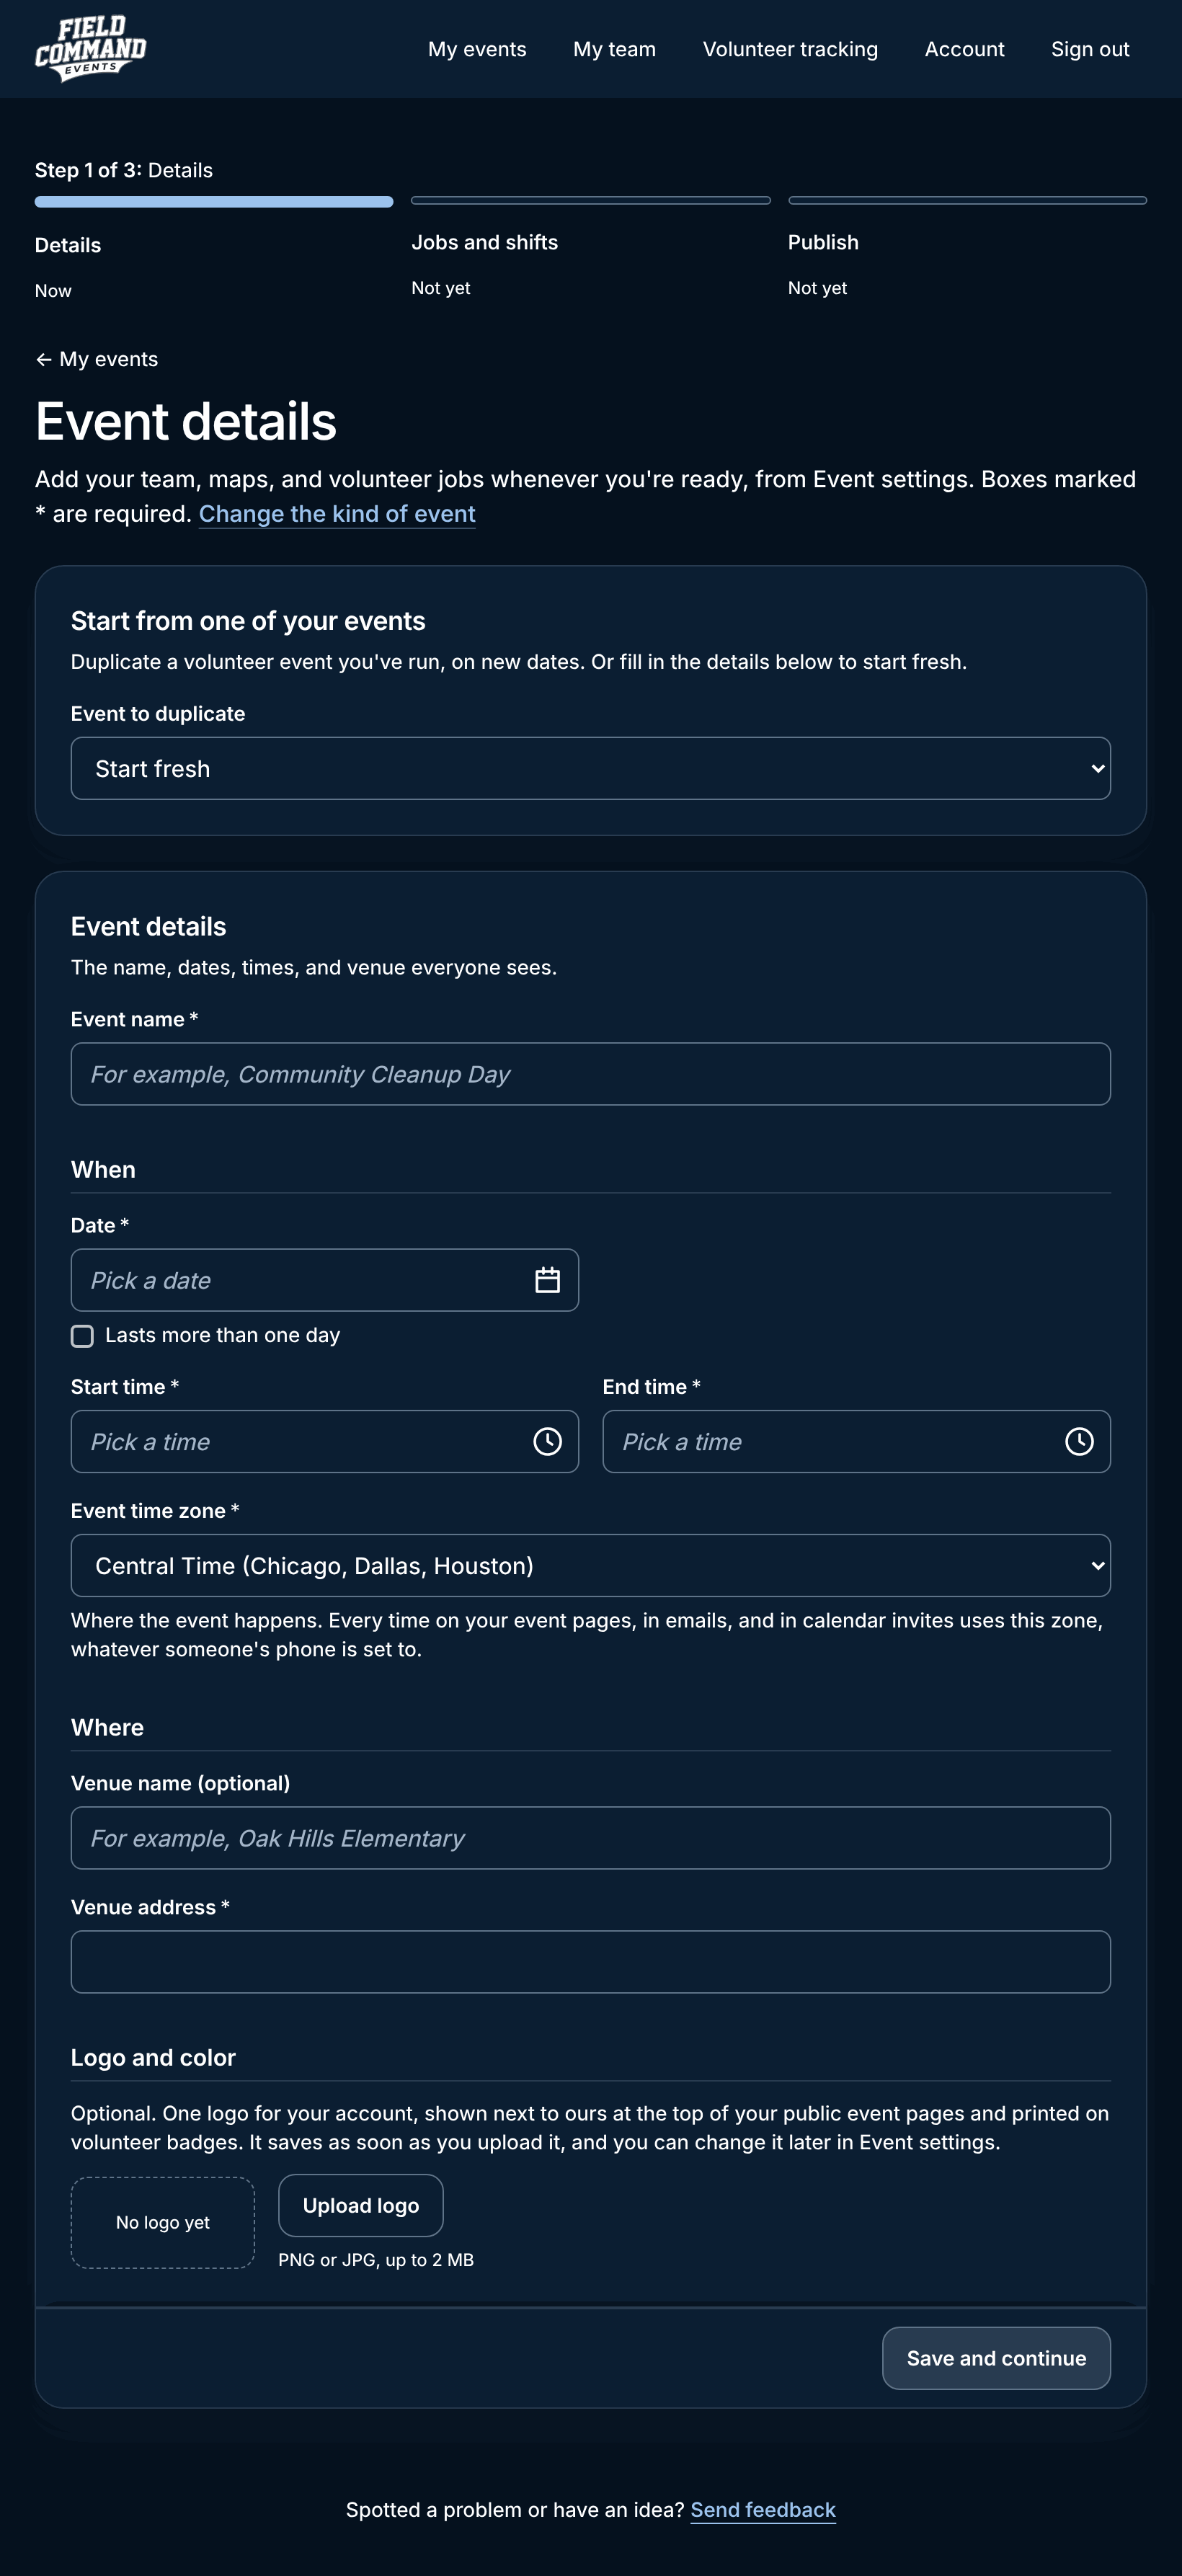 FIELD
COMMAND
EVENTS
My events
My team
Volunteer tracking
Account
Sign out
Step 1 of 3: Details
Details
Now
Jobs and shifts
Not yet
Publish
Not yet
← My events
Event details
Add your team, maps, and volunteer jobs whenever you're ready, from Event settings. Boxes marked
* are required. Change the kind of event
Start from one of your events
Duplicate a volunteer event you've run, on new dates. Or fill in the details below to start fresh.
Event to duplicate
Start fresh
Event details
The name, dates, times, and venue everyone sees.
Event name *
For example, Community Cleanup Day
When
Date *
Pick a date
Lasts more than one day
Start time *
Pick a time
End time *
Pick a time
Event time zone *
Central Time (Chicago, Dallas, Houston)
Where the event happens. Every time on your event pages, in emails, and in calendar invites uses this zone,
whatever someone's phone is set to.
Where
Venue name (optional)
For example, Oak Hills Elementary
Venue address *
Logo and color
Optional. One logo for your account, shown next to ours at the top of your public event pages and printed on
volunteer badges. It saves as soon as you upload it, and you can change it later in Event settings.
No logo yet
Upload logo
PNG or JPG, up to 2 MB
Save and continue
Spotted a problem or have an idea? Send feedback